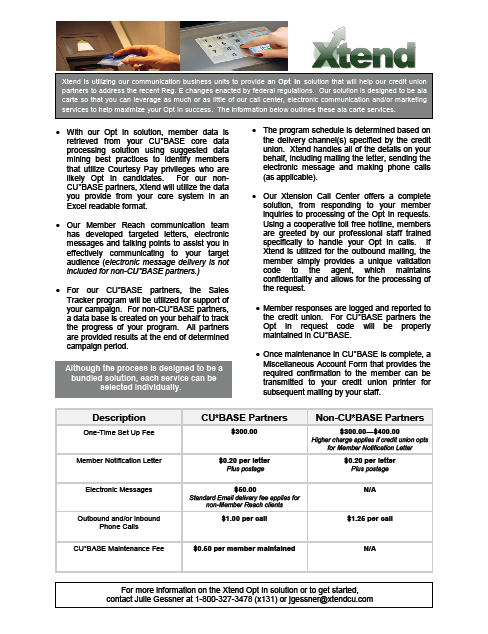 Xtend
Xtend is utilizing our communication business units to provide an Opt In solution that will help our credit union
partners to address the recent Reg. E changes enacted by federal regulations. Our solution is designed to be ala
carte so that you can leverage as much or as little of our call center, electronic communication and/or marketing
services to help maximize your Opt In success. The information below outlines these ala carte services.
• With our Opt In solution, member data is
retrieved from your CU*BASE core data
processing solution using suggested data
mining best practices to identify members
that utilize Courtesy Pay privileges who are
likely Opt In candidates. For our non-
CU*BASE partners, Xtend will utilize the data
you provide from your core system in an
Excel readable format.
• Our Member Reach communication team
has developed targeted letters, electronic
messages and talking points to assist you in
effectively communicating to your target
audience (electronic message delivery is not
included for non-CU*BASE partners.)
• For our CU*BASE partners, the Sales
Tracker program will be utilized for support of
your campaign. For non-CU*BASE partners,
a data base is created on your behalf to track
the progress of your program. All partners
are provided results at the end of determined
campaign period.
Although the process is designed to be a
bundled solution, each service can be
selected individually.
• The program schedule is determined based on
the delivery channel(s) specified by the credit
union. Xtend handles all of the details on your
behalf, including mailing the letter, sending the
electronic message and making phone calls
(as applicable).
• Our Xtension Call Center offers a complete
solution, from responding to your member
inquiries to processing of the Opt In requests.
Using a cooperative toll free hotline, members
are greeted by our professional staff trained
specifically to handle your Opt In calls. If
Xtend is utilized for the outbound mailing, the
member simply provides a unique validation
code to the agent, which maintains
confidentiality and allows for the processing of
the request.
• Member responses are logged and reported to
the credit union. For CU*BASE partners the
Opt In request code will be properly
maintained in CU*BASE.
• Once maintenance in CU*BASE is complete, a
Miscellaneous Account Form that provides the
required confirmation to the member can be
transmitted to your credit union printer for
subsequent mailing by your staff.
Description CU*BASE Partners Non-CU*BASE Partners
One-Time Set Up Fee $300.00 $300.00—$400.00
Higher charge applies if credit union opts
for Member Notification Letter
Member Notification Letter $0.20 per letter $0.20 per letter
Plus postage Plus postage
Electronic Messages $50.00 N/A
Standard Email delivery fee applies for
non-Member Reach clients
Outbound and/or Inbound $1.00 per call $1.25 per call
Phone Calls
CU*BASE Maintenance Fee $0.50 per member maintained N/A
For more information on the Xtend Opt In solution or to get started,
contact Julie Gessner at 1-800-327-3478 (x131) or jgessner@xtendcu.com